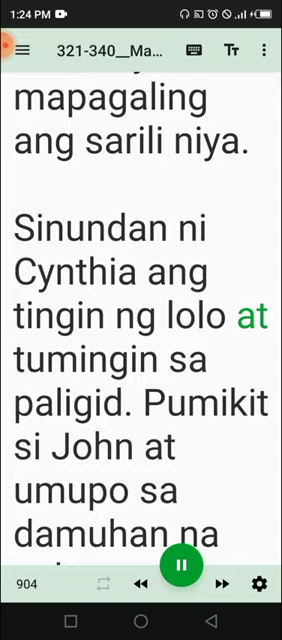 1:24 PM
321-340__Ma...
mapagaling
ang sarili niya.
Sinundan ni
Cynthia ang
tingin ng lolo at
tumingin sa
paligid. Pumikit
si John at
umupo sa
damuhan na
904